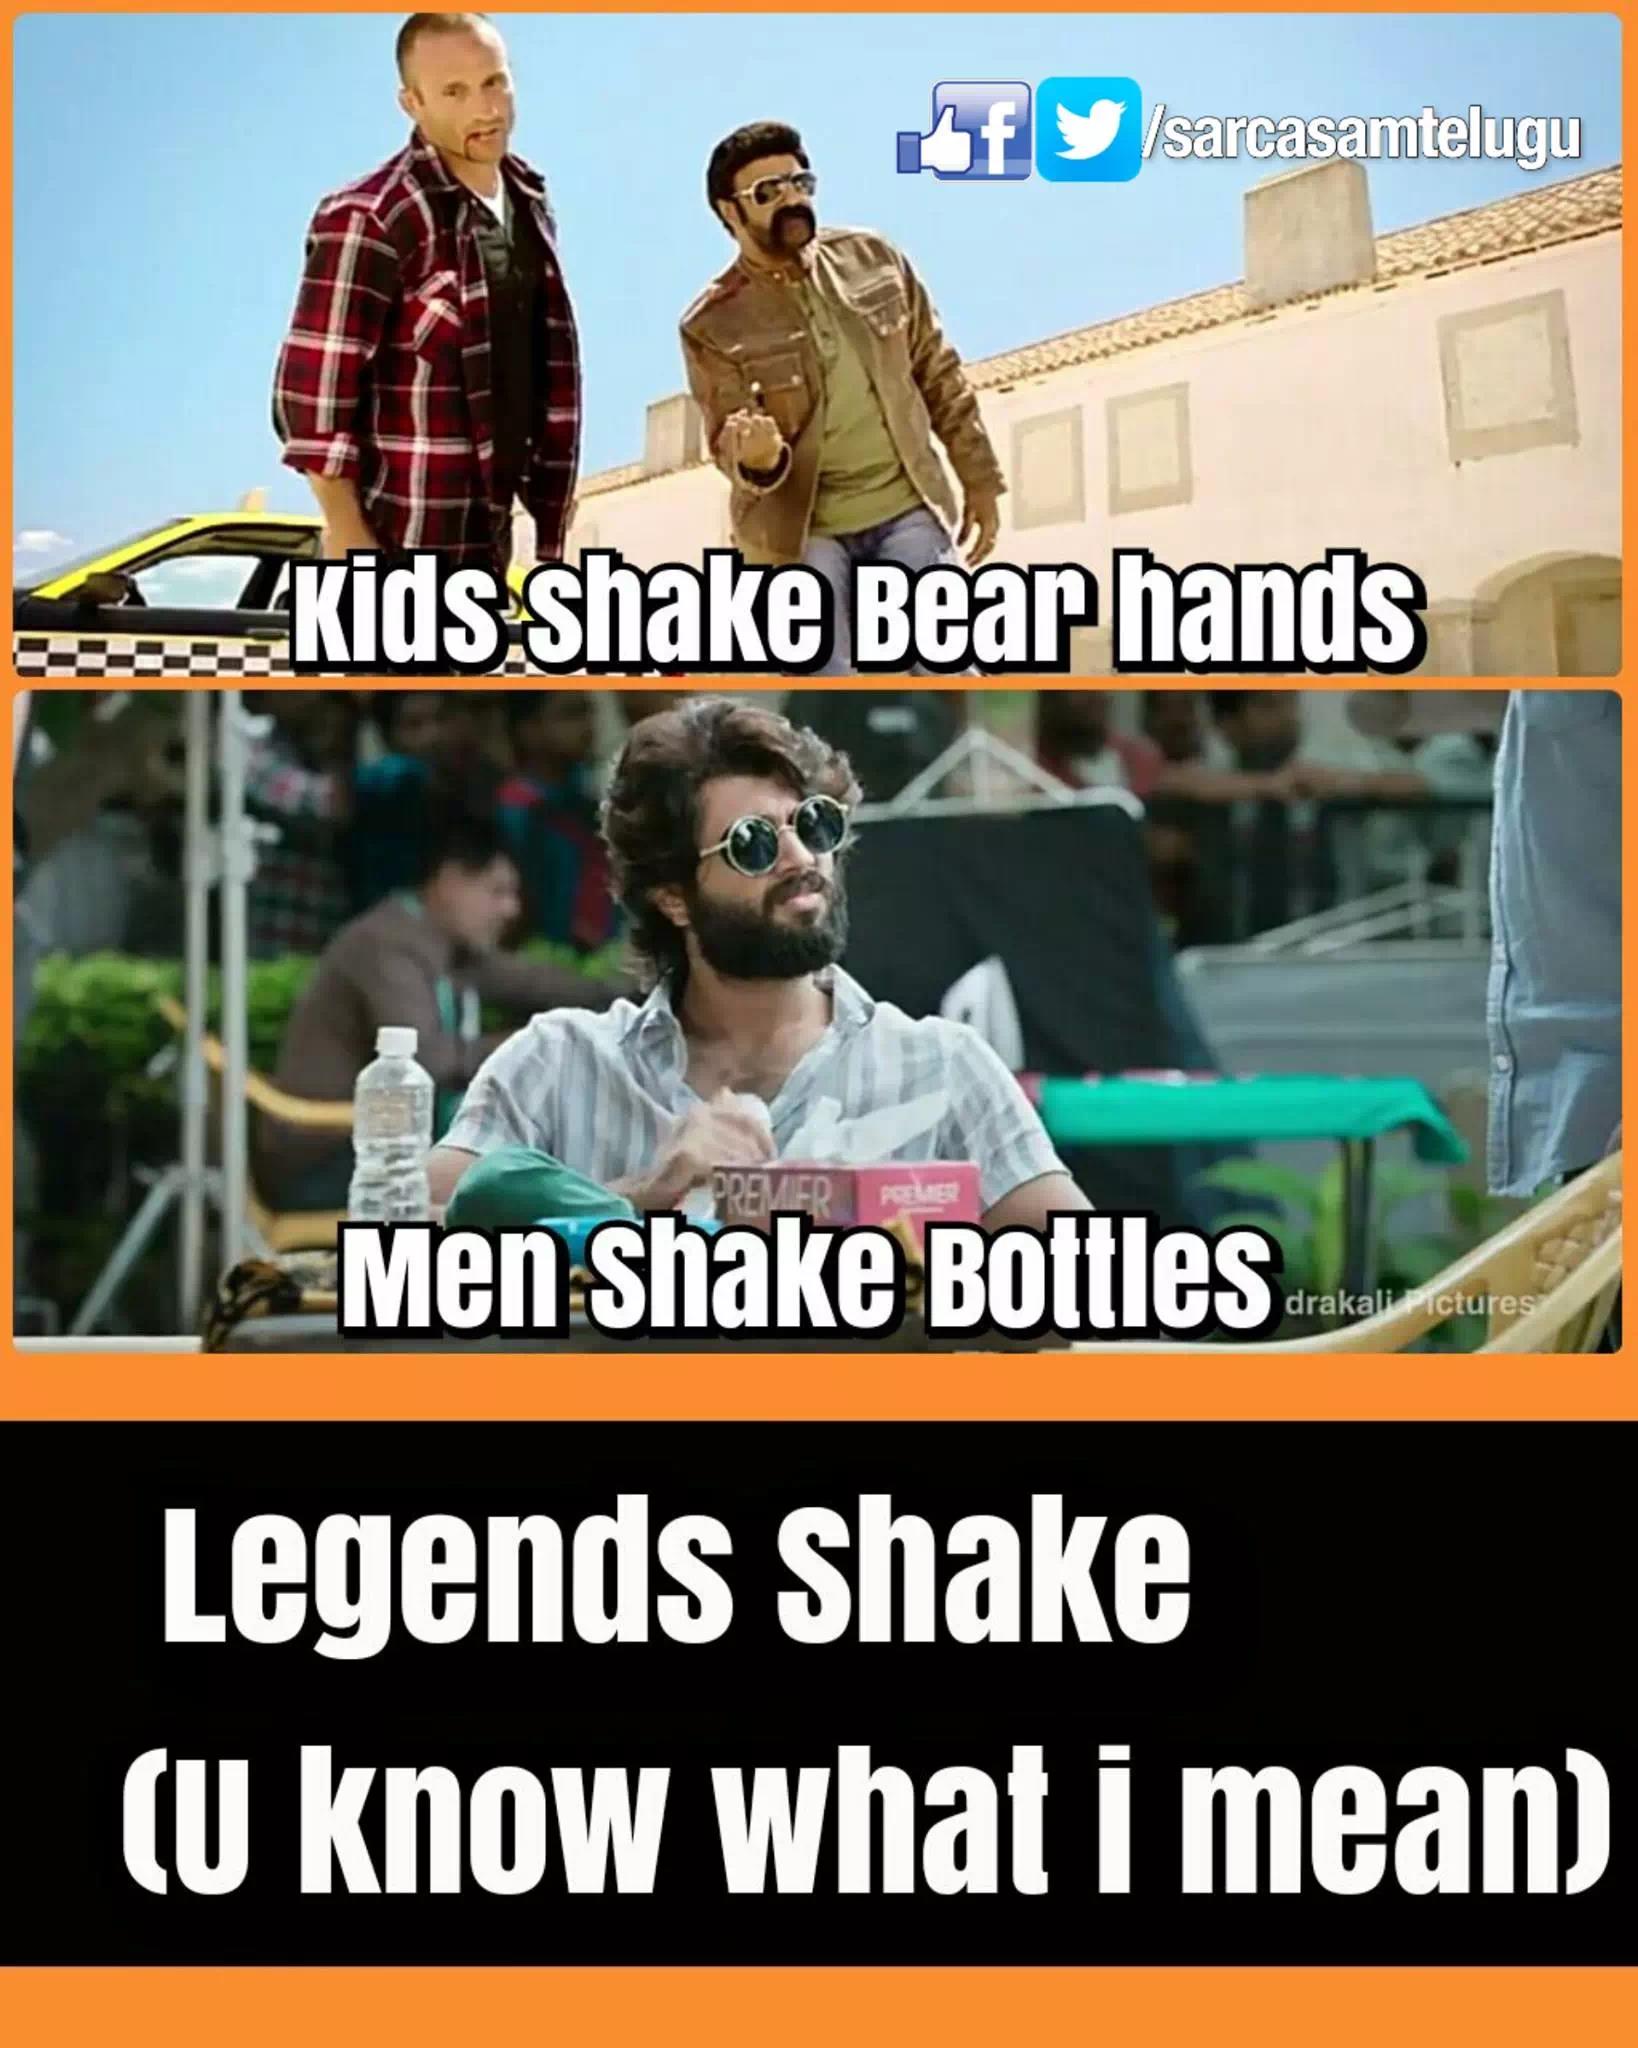 f /sarcasamtelugu
Kids shake Bear hands
PREMIER PREMIER
Men Shake Bottles
drakali Pictures
Legends Shake
(U know what i mean)